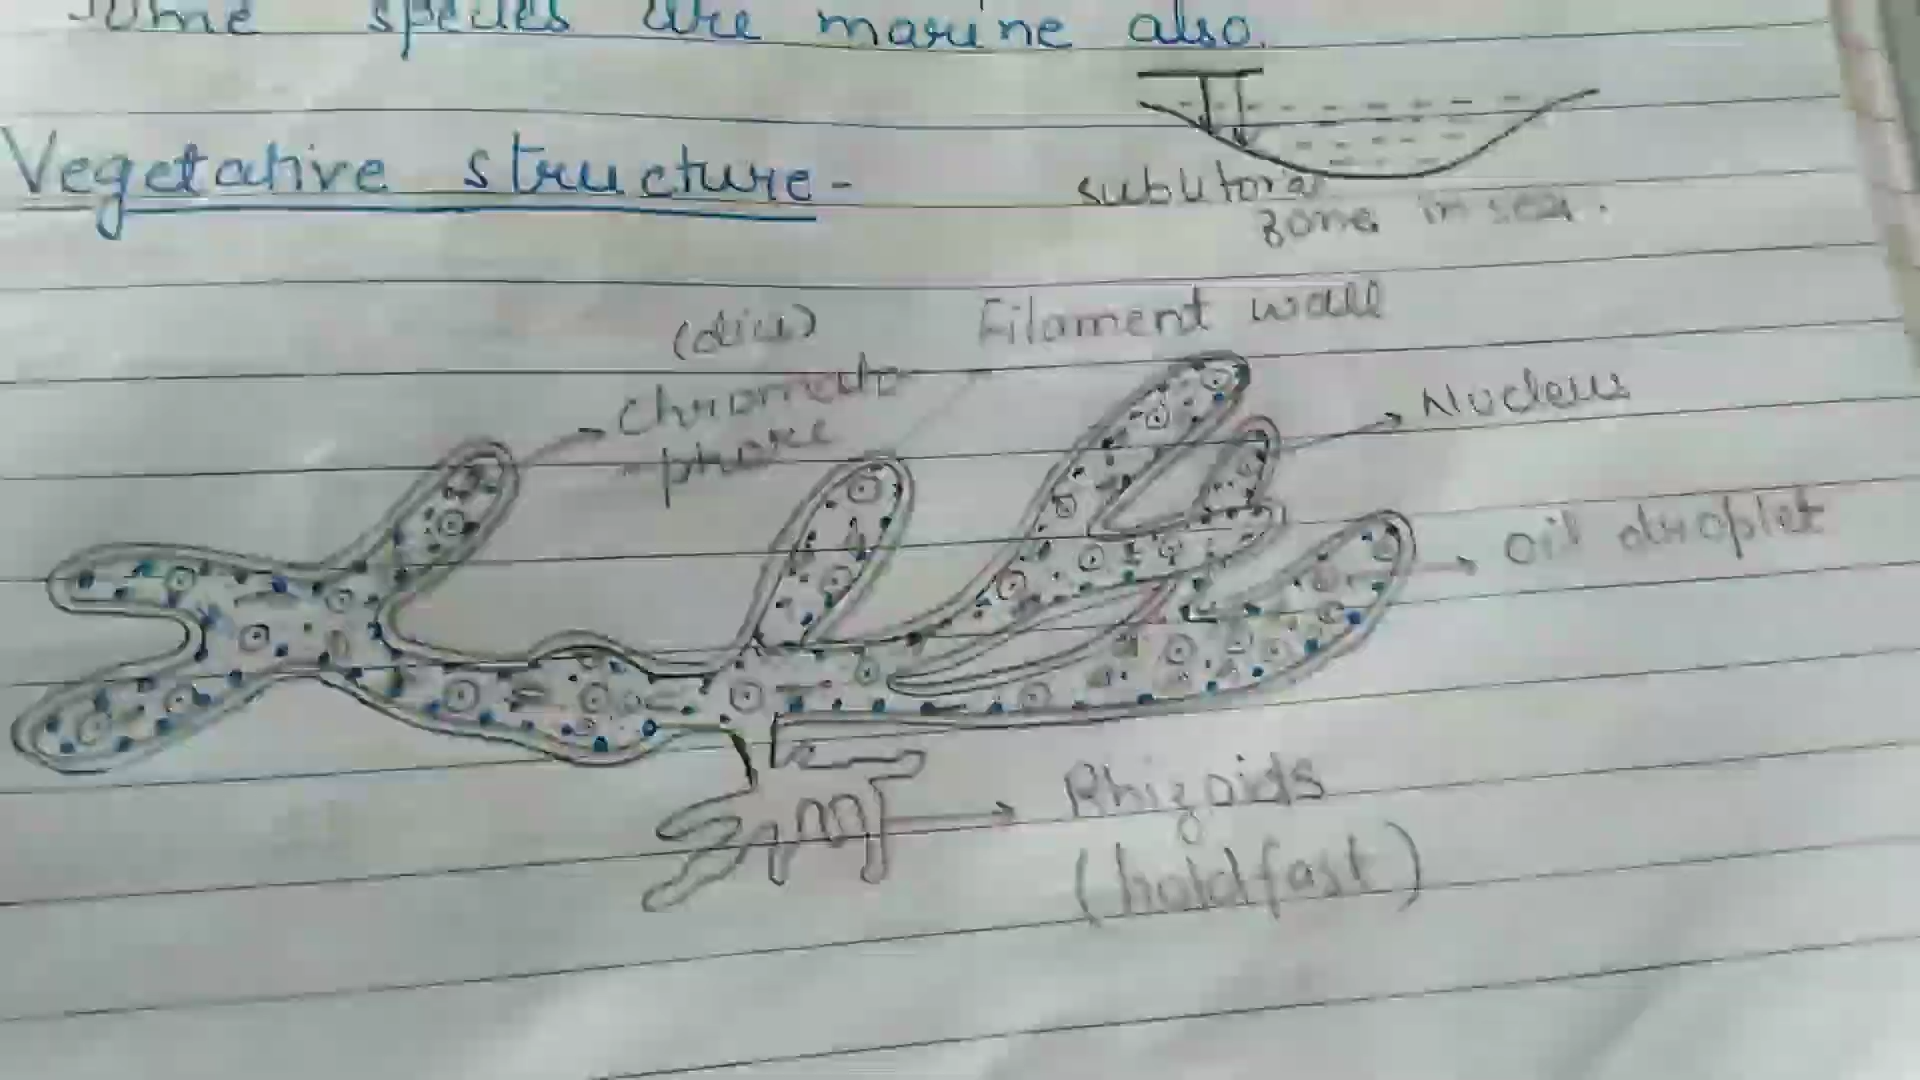 some species are marine also.
Vegetative structure-
sublitoral
zone in sea.
(disc)
Filament wall
Chromato
-phore
Nucleus
oil droplet
Rhizoids
(holdfast)